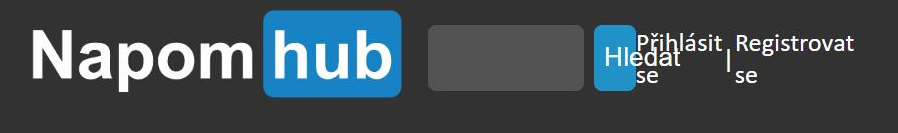 Napom hub
Hledat
Přihlásit se | Registrovat se